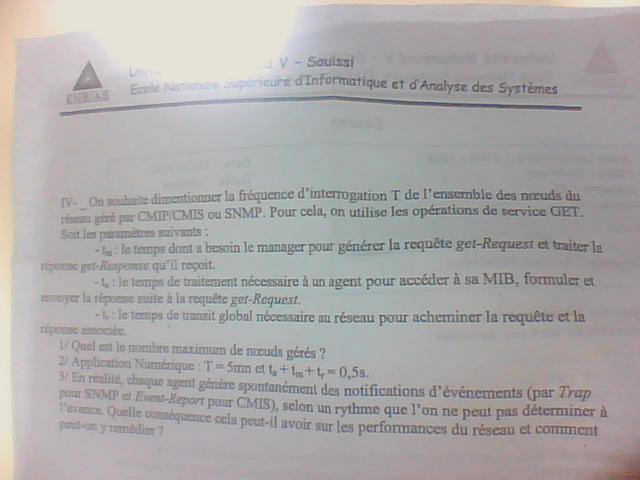 V - Souissi
Ecole Nationale Supérieure d'Informatique et d'Analyse des Systèmes
ENSIAS
IV- _ On souhaite dimentionner la fréquence d'interrogation T de l'ensemble des nœuds du
réseau géré par CMIP/CMIS ou SNMP. Pour cela, on utilise les opérations de service GET.
Soit les paramètres suivants :
- tm : le temps dont a besoin le manager pour générer la requête get-Request et traiter la
réponse get-Response qu'il reçoit.
- ta : le temps de traitement nécessaire à un agent pour accéder à sa MIB, formuler et
envoyer la réponse suite à la requête get-Request.
- tr : le temps de transit global nécessaire au réseau pour acheminer la requête et la
réponse associée.
1/ Quel est le nombre maximum de nœuds gérés ?
2/ Application Numérique : T = 5mn et ta + tm + tr = 0,5s.
3/ En réalité, chaque agent génère spontanément des notifications d'événements (par Trap
pour SNMP et Event-Report pour CMIS), selon un rythme que l'on ne peut pas déterminer à
l'avance. Quelle conséquence cela peut-il avoir sur les performances du réseau et comment
peut-on y remédier ?